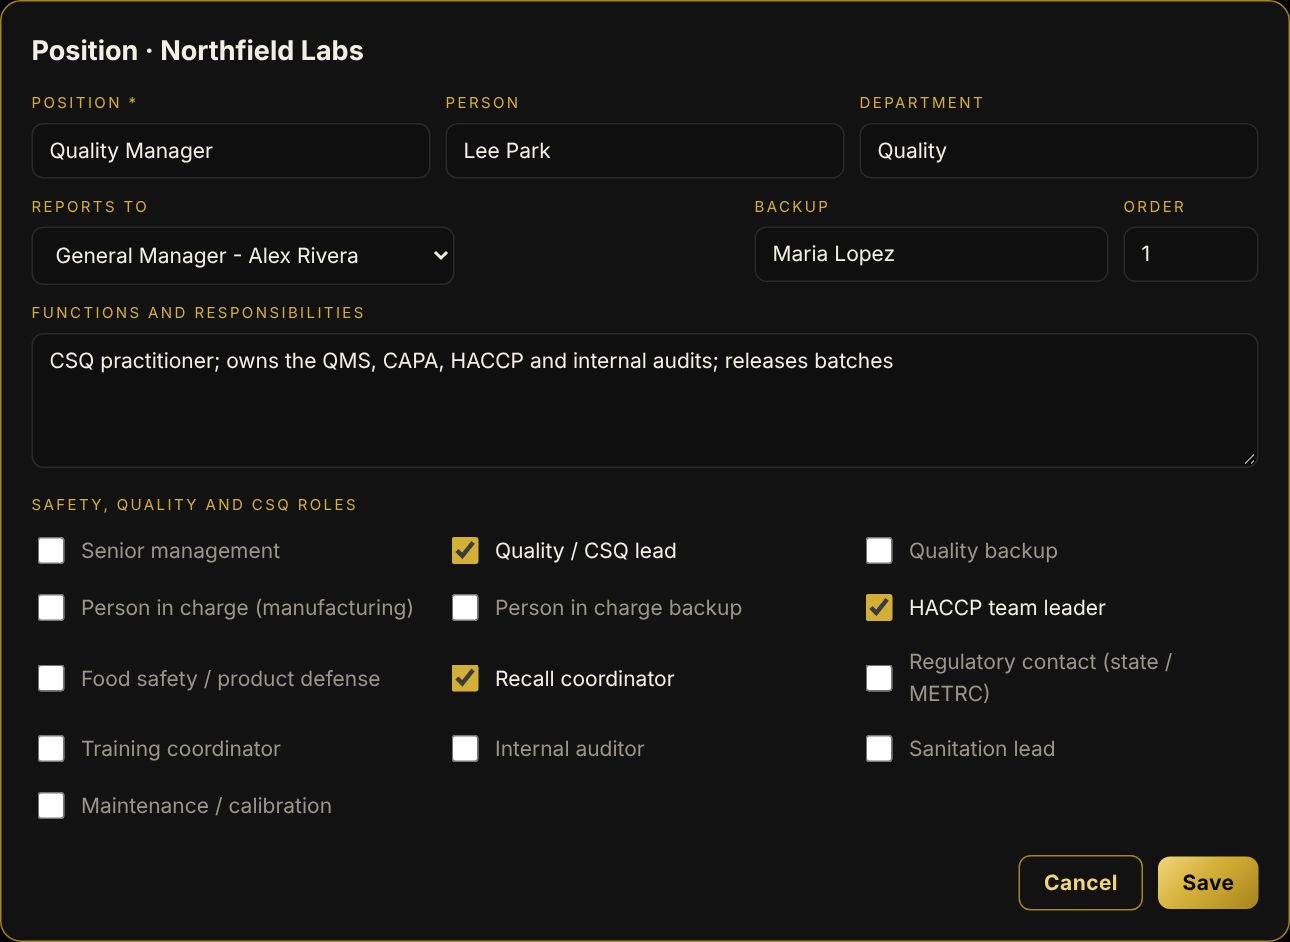 Position · Northfield Labs
POSITION * PERSON DEPARTMENT
Quality Manager Lee Park Quality
REPORTS TO BACKUP ORDER
General Manager - Alex Rivera Maria Lopez 1
FUNCTIONS AND RESPONSIBILITIES
CSQ practitioner; owns the QMS, CAPA, HACCP and internal audits; releases batches
SAFETY, QUALITY AND CSQ ROLES
Senior management Quality / CSQ lead Quality backup
Person in charge (manufacturing) Person in charge backup HACCP team leader
Food safety / product defense Recall coordinator Regulatory contact (state /
METRC)
Training coordinator Internal auditor Sanitation lead
Maintenance / calibration
Cancel Save